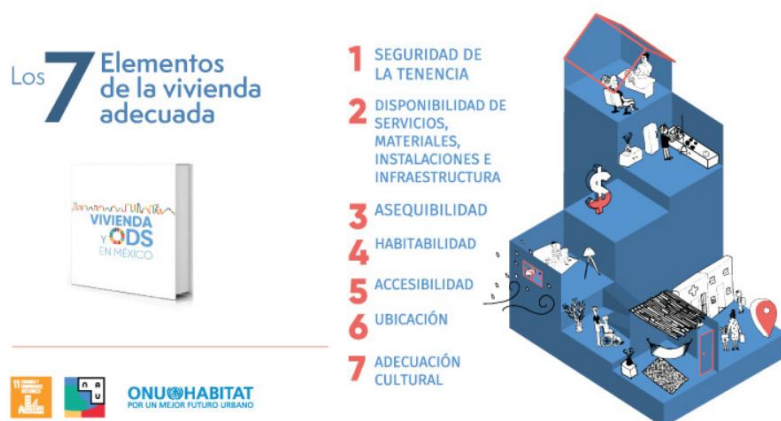 Los 7 Elementos
de la vivienda
adecuada
VIVIENDA
Y ODS
EN MÉXICO
1 SEGURIDAD DE
LA TENENCIA
2 DISPONIBILIDAD DE
SERVICIOS,
MATERIALES,
INSTALACIONES E
INFRAESTRUCTURA
3 ASEQUIBILIDAD
4 HABITABILIDAD
5 ACCESIBILIDAD
6 UBICACIÓN
7 ADECUACIÓN
CULTURAL
$
11
ONU HABITAT
POR UN MEJOR FUTURO URBANO